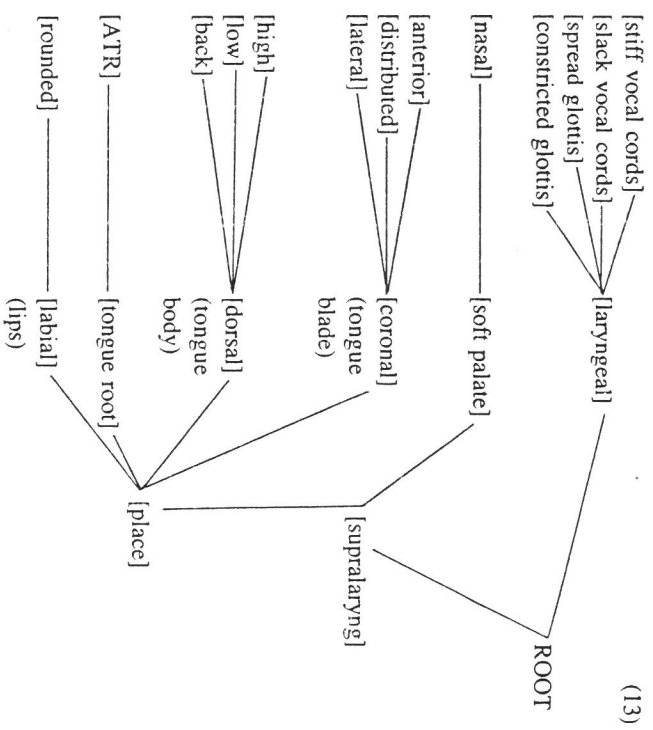 (13)
[stiff vocal cords]
[slack vocal cords]
[spread glottis]
[constricted glottis]
[laryngeal]
ROOT
[nasal]
[soft palate]
[supralaryng]
[anterior]
[distributed]
[lateral]
[coronal]
(tongue
blade)
[high]
[low]
[back]
[dorsal]
(tongue
body)
[place]
[ATR]
[tongue root]
[rounded]
[labial]
(lips)